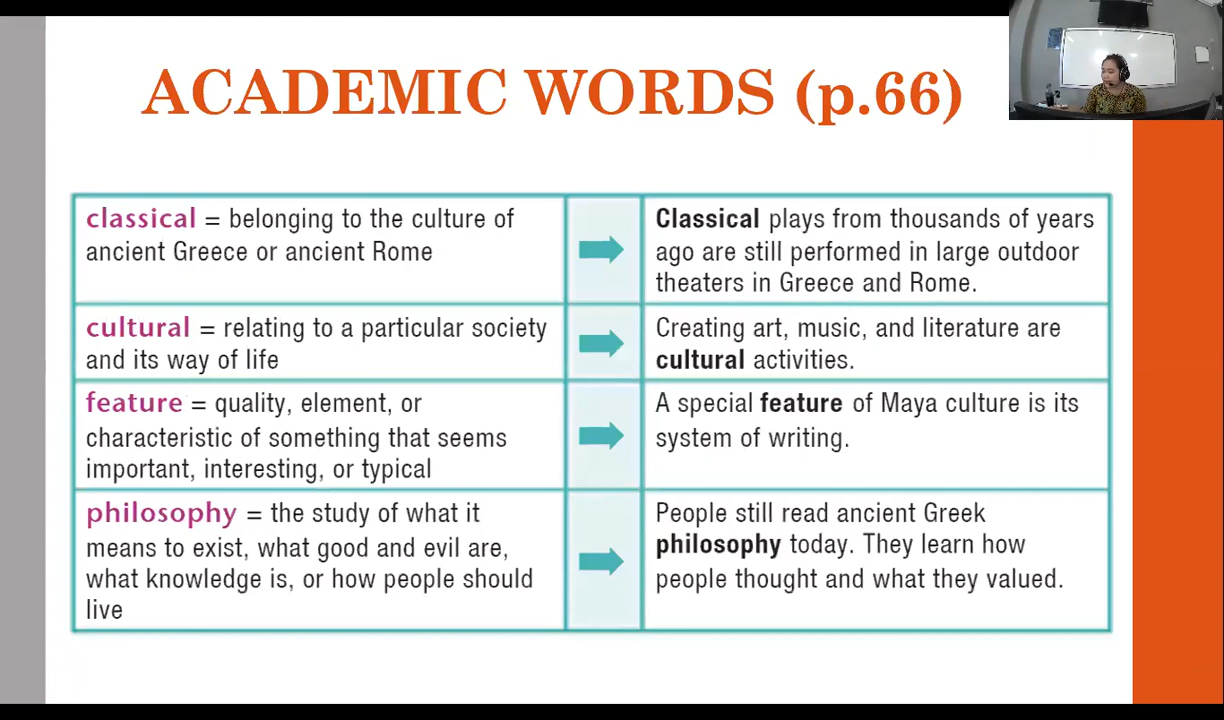 ACADEMIC WORDS (p.66)
classical = belonging to the culture of
ancient Greece or ancient Rome
Classical plays from thousands of years
ago are still performed in large outdoor
theaters in Greece and Rome.
cultural = relating to a particular society
and its way of life
Creating art, music, and literature are
cultural activities.
feature = quality, element, or
characteristic of something that seems
important, interesting, or typical
A special feature of Maya culture is its
system of writing.
philosophy = the study of what it
means to exist, what good and evil are,
what knowledge is, or how people should
live
People still read ancient Greek
philosophy today. They learn how
people thought and what they valued.